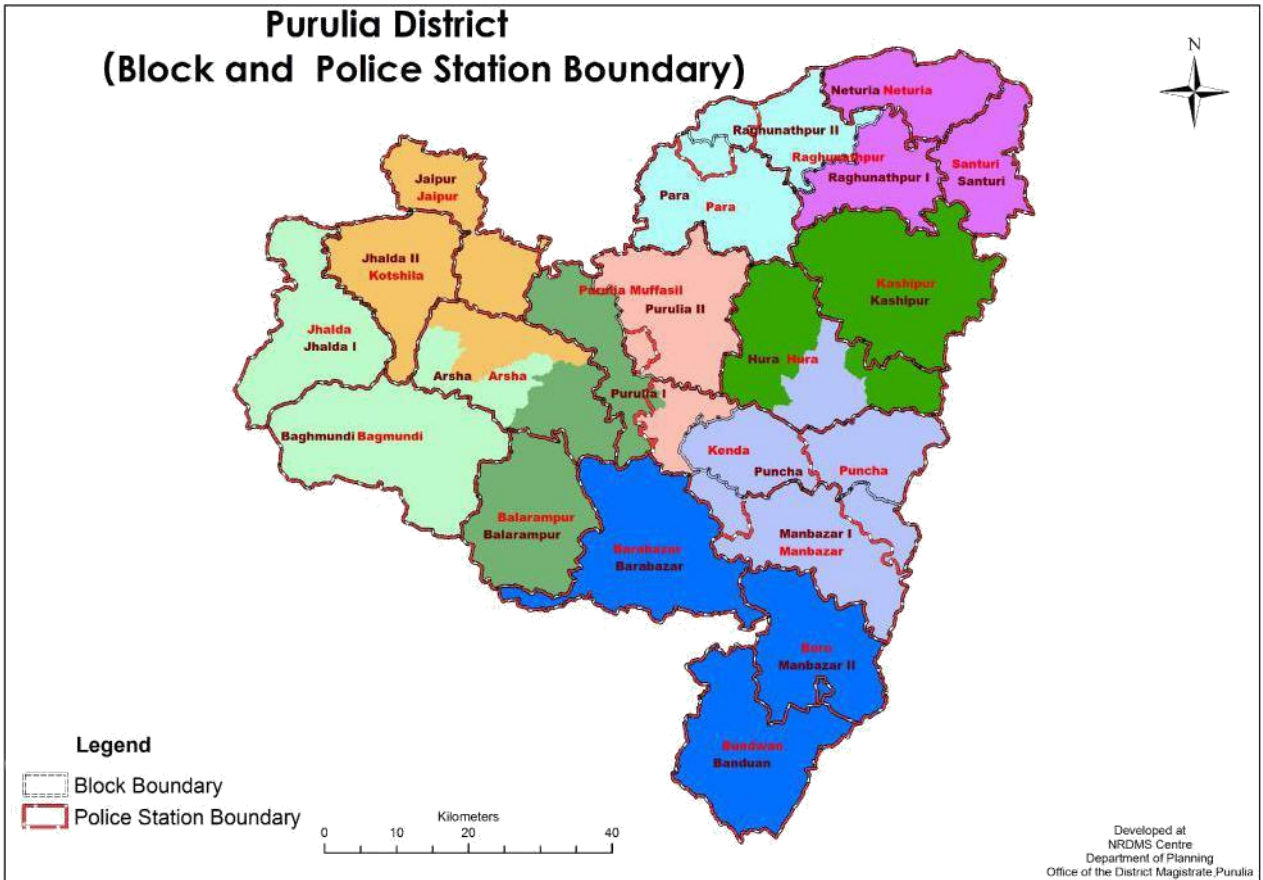 Purulia District
(Block and Police Station Boundary)
N
Neturia Neturia
Raghunathpur II
Raghunathpur
Raghunathpur I
Santuri
Santuri
Jaipur
Jaipur
Para
Para
Jhalda II
Kotshila
Kashipur
Kashipur
Purulia Muffasil
Purulia II
Jhalda
Jhalda I
Hura Hura
Arsha Arsha
Purulia I
Baghmundi Bagmundi
Kenda
Puncha
Puncha
Balarampur
Balarampur
Manbazar I
Manbazar
Barabazar
Barabazar
Boro
Manbazar II
Bundwan
Banduan
Legend
Block Boundary
Police Station Boundary
Kilometers
0 10 20 40
Developed at
NRDMS Centre
Department of Planning
Office of the District Magistrate,Purulia